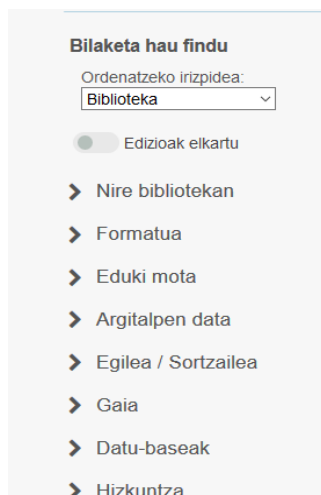 Bilaketa hau findu
Ordenatzeko irizpidea:
Biblioteka
Edizioak elkartu
Nire bibliotekan
Formatua
Eduki mota
Argitalpen data
Egilea / Sortzailea
Gaia
Datu-baseak
Hizkuntza